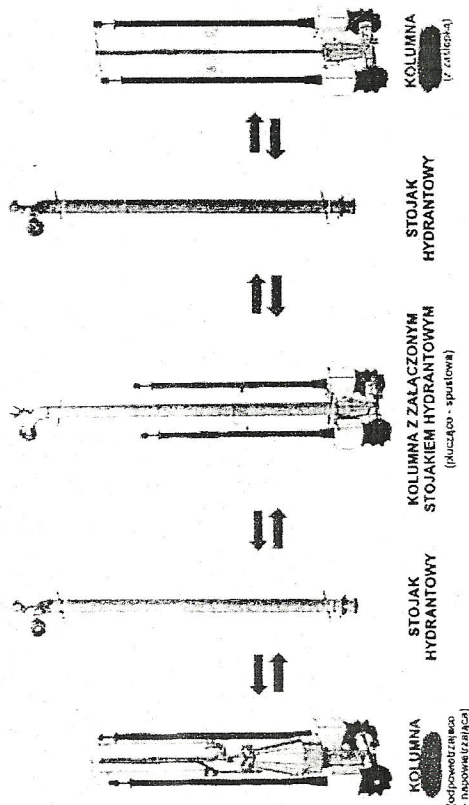 KOLUMNA
(odpowietrzająco
- napowietrzająca)
STOJAK
HYDRANTOWY
KOLUMNA Z ZAŁĄCZONYM
STOJAKIEM HYDRANTOWYM
(płucząco - spustowa)
STOJAK
HYDRANTOWY
KOLUMNA
(z zaślepką)